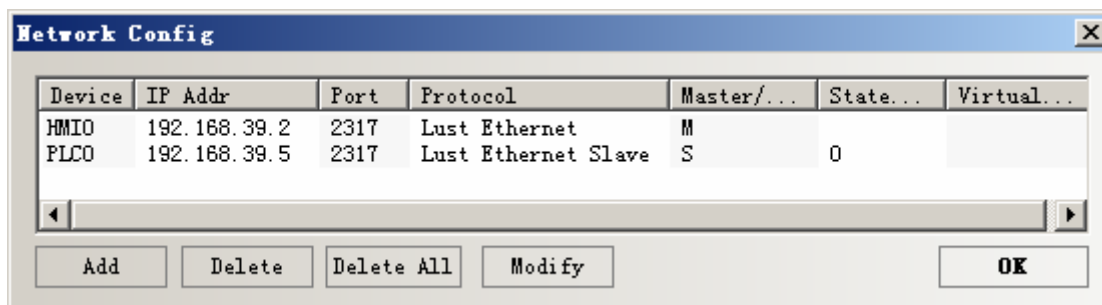 Network Config
Device IP Addr Port Protocol Master/... State... Virtual...
HMI0 192.168.39.2 2317 Lust Ethernet M
PLC0 192.168.39.5 2317 Lust Ethernet Slave S 0
Add Delete Delete All Modify OK